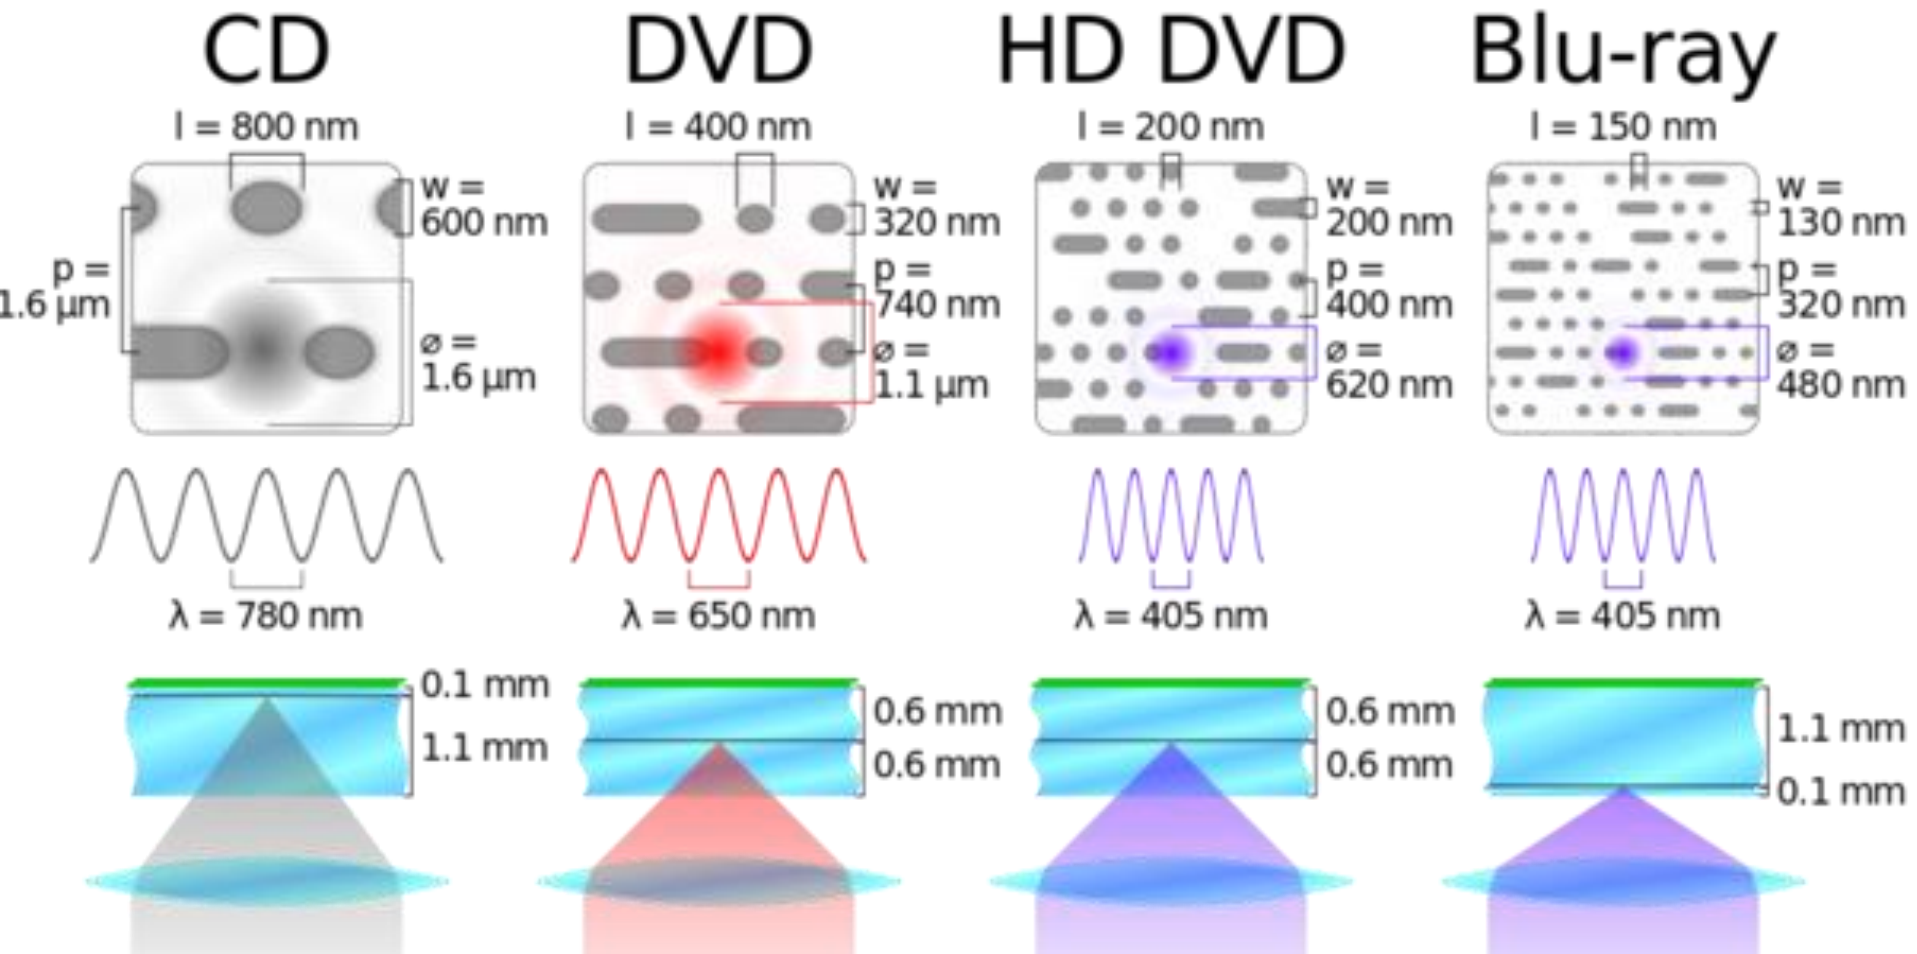 CD
l = 800 nm
w =
600 nm
p =
1.6 µm
⌀ =
1.6 µm
λ = 780 nm
0.1 mm
1.1 mm
DVD
l = 400 nm
w =
320 nm
p =
740 nm
⌀ =
1.1 µm
λ = 650 nm
0.6 mm
0.6 mm
HD DVD
l = 200 nm
w =
200 nm
p =
400 nm
⌀ =
620 nm
λ = 405 nm
0.6 mm
0.6 mm
Blu-ray
l = 150 nm
w =
130 nm
p =
320 nm
⌀ =
480 nm
λ = 405 nm
1.1 mm
0.1 mm